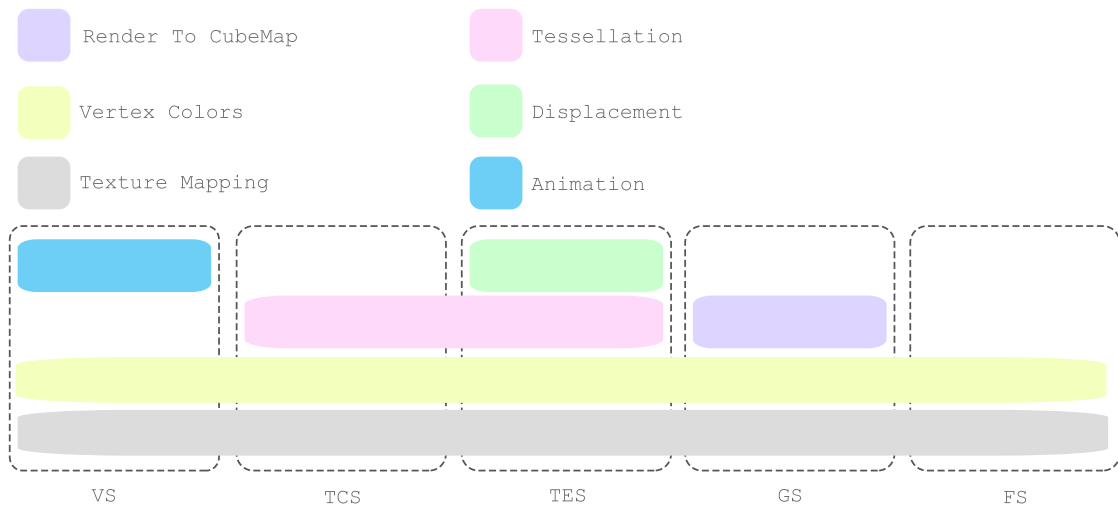 Render To CubeMap
Tessellation
Vertex Colors
Displacement
Texture Mapping
Animation
VS
TCS
TES
GS
FS